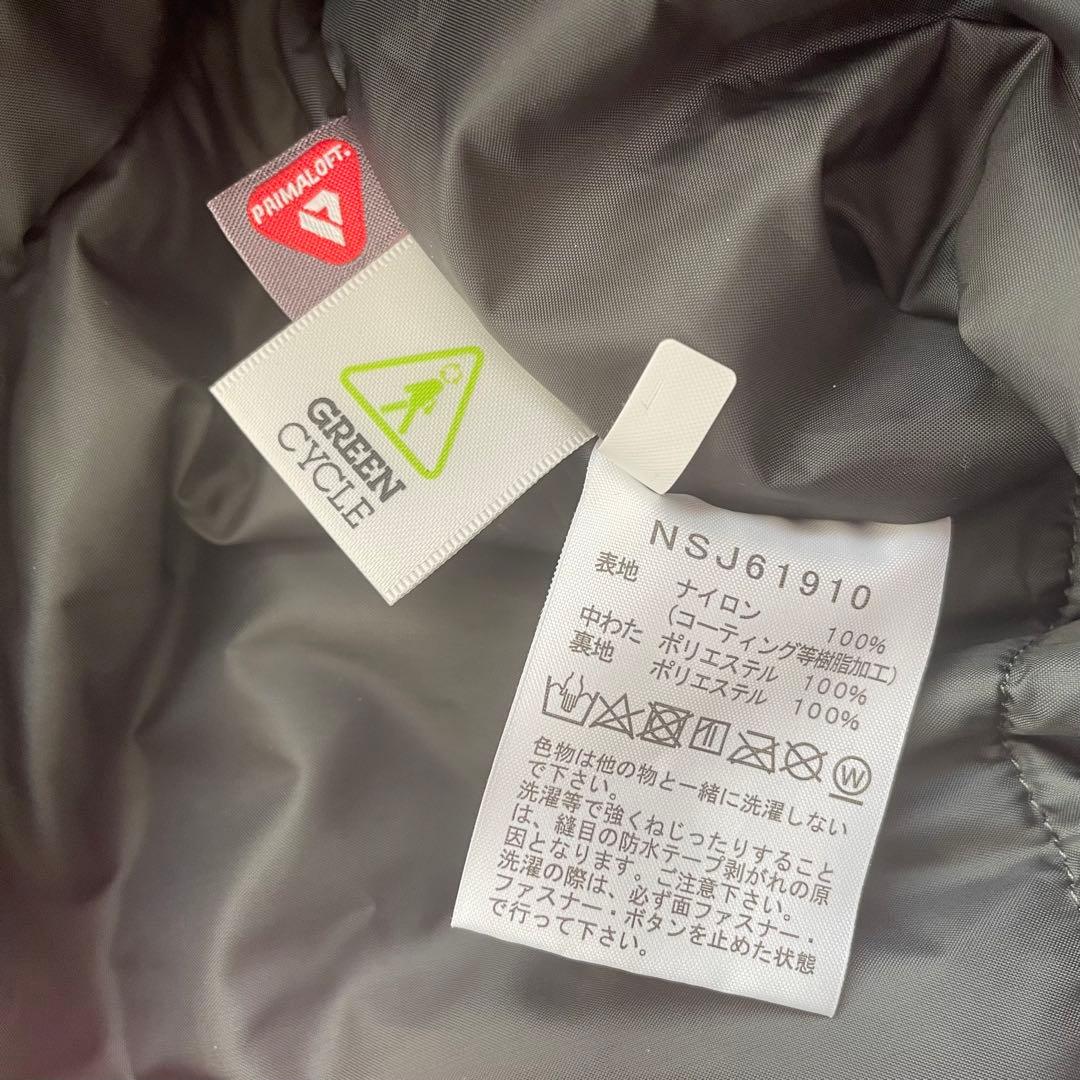 PRIMALOFT®
GREEN
CYCLE
NSJ61910
表地 ナイロン 100%
(コーティング等樹脂加工)
中わた ポリエステル 100%
裏地 ポリエステル 100%
W
色物は他の物と一緒に洗濯しない
で下さい。
洗濯等で強くねじったりすること
は、縫目の防水テープ剥がれの原
因となります。ご注意下さい。
洗濯の際は、必ず面ファスナー・
ファスナー・ボタンを止めた状態
で行って下さい。